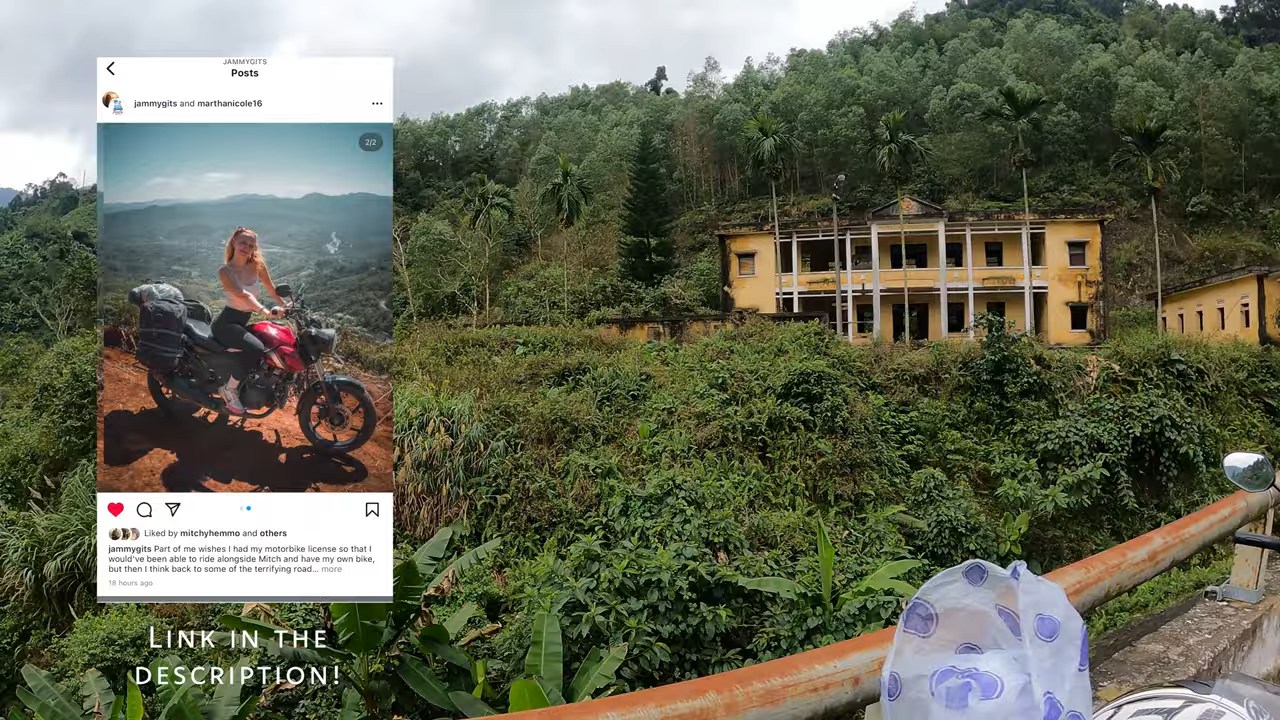 JAMMYGITS
Posts
jammygits and marthanicole16
2/2
Liked by mitchyhemmo and others
jammygits Part of me wishes I had my motorbike license so that I
would've been able to ride alongside Mitch and have my own bike,
but then I think back to some of the terrifying road... more
18 hours ago
LINK IN THE
DESCRIPTION!